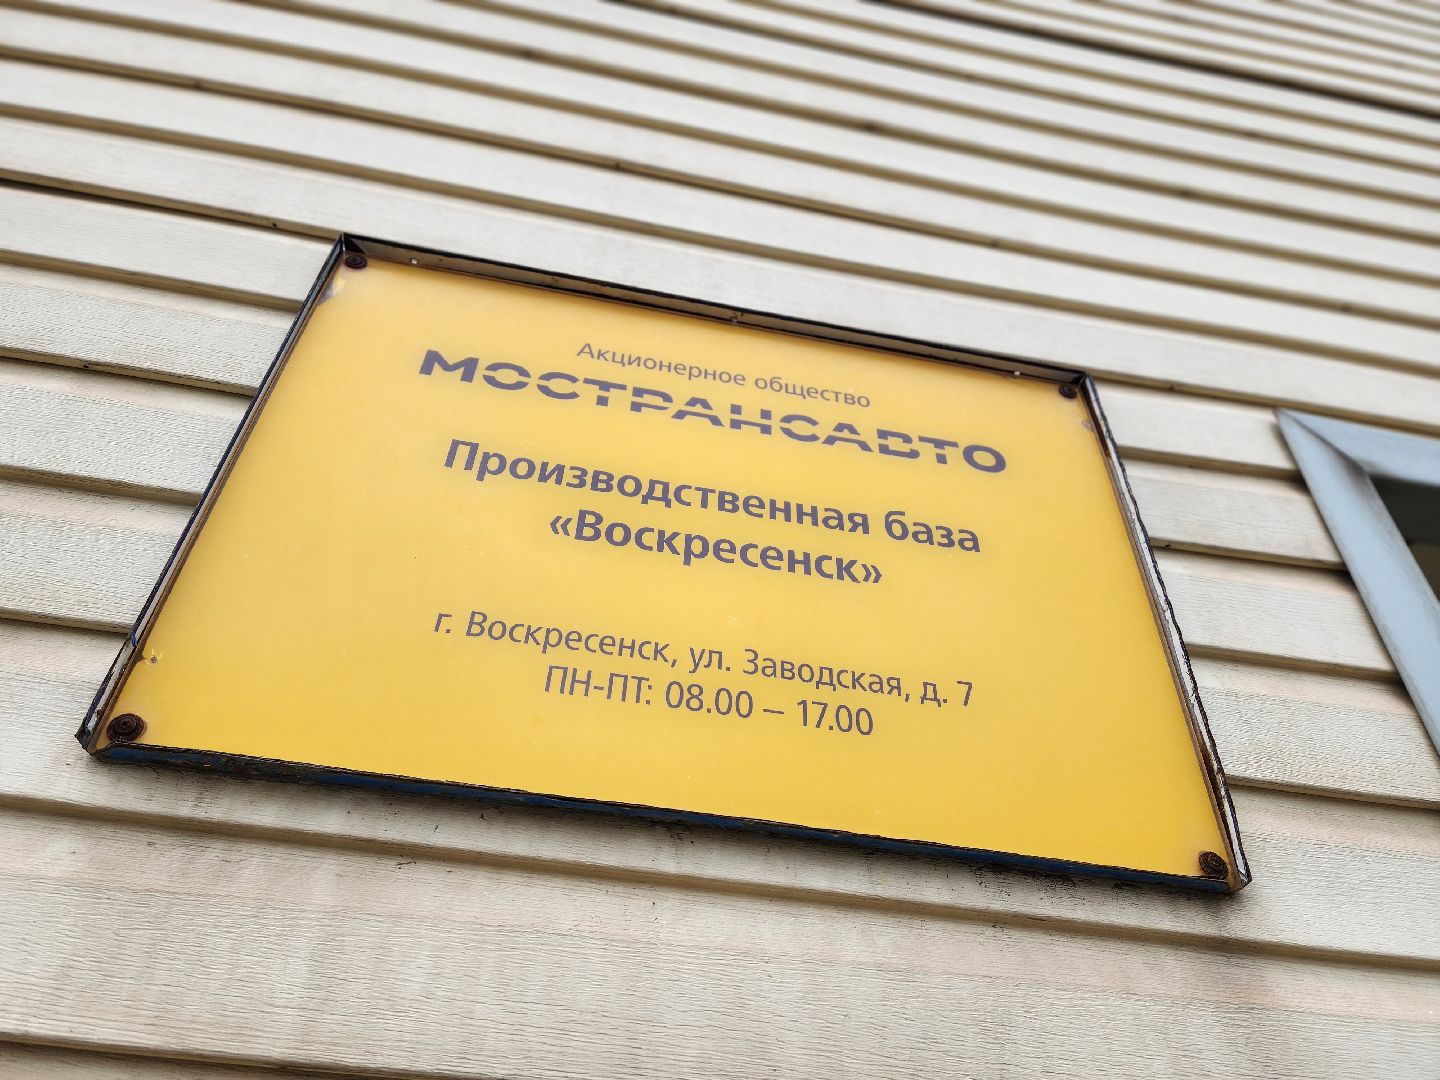 Акционерное общество
МОСТРАНСАВТО
Производственная база
«Воскресенск»
г. Воскресенск, ул. Заводская, д. 7
ПН-ПТ: 08.00 – 17.00